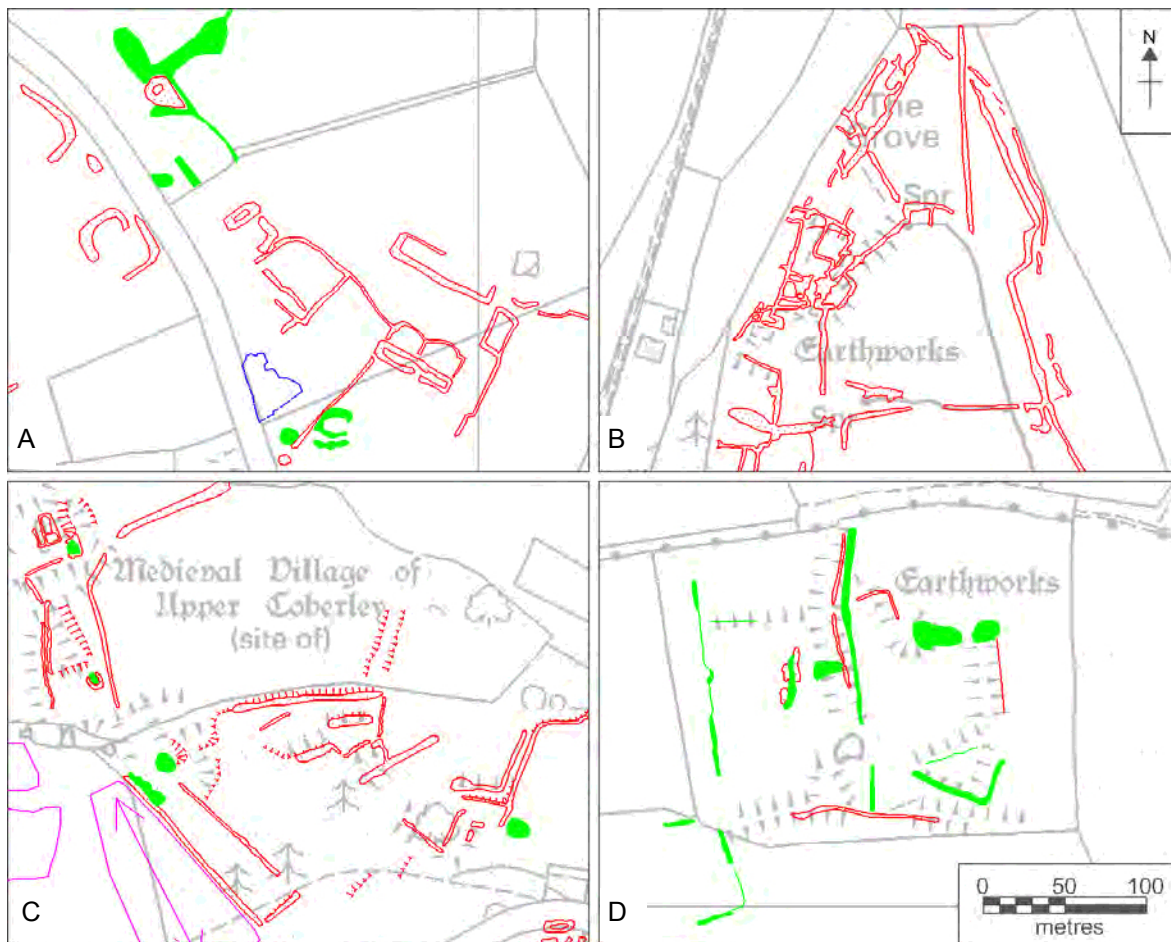 A
N
The
Grove
Spr
Earthworks
Spr
B
Medieval Village of
Upper Coberley
(site of)
C
Earthworks
D
0 50 100
metres